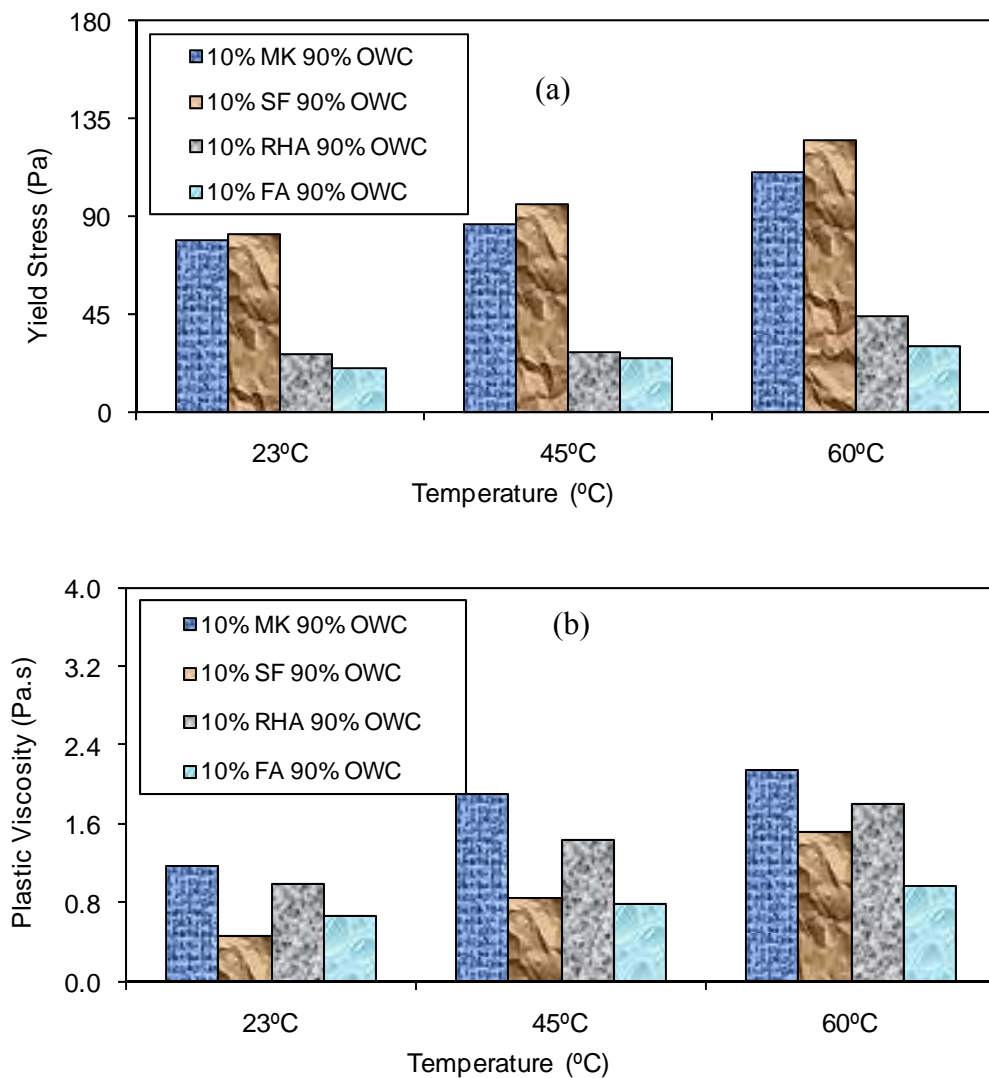 180
135
90
45
0
Yield Stress (Pa)
10% MK 90% OWC
10% SF 90% OWC
10% RHA 90% OWC
10% FA 90% OWC
(a)
23ºC 45ºC 60ºC
Temperature (ºC)
4.0
3.2
2.4
1.6
0.8
0.0
Plastic Viscosity (Pa.s)
10% MK 90% OWC
10% SF 90% OWC
10% RHA 90% OWC
10% FA 90% OWC
(b)
23ºC 45ºC 60ºC
Temperature (ºC)